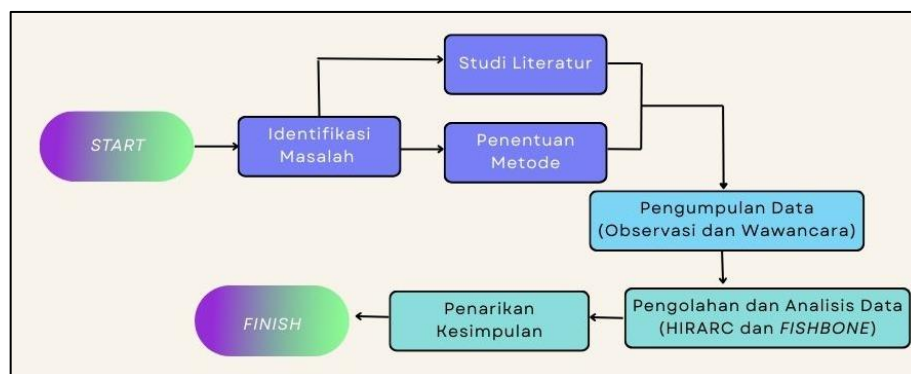 Studi Literatur
START
Identifikasi
Masalah
Penentuan
Metode
Pengumpulan Data
(Observasi dan Wawancara)
Pengolahan dan Analisis Data
(HIRARC dan FISHBONE)
Penarikan
Kesimpulan
FINISH